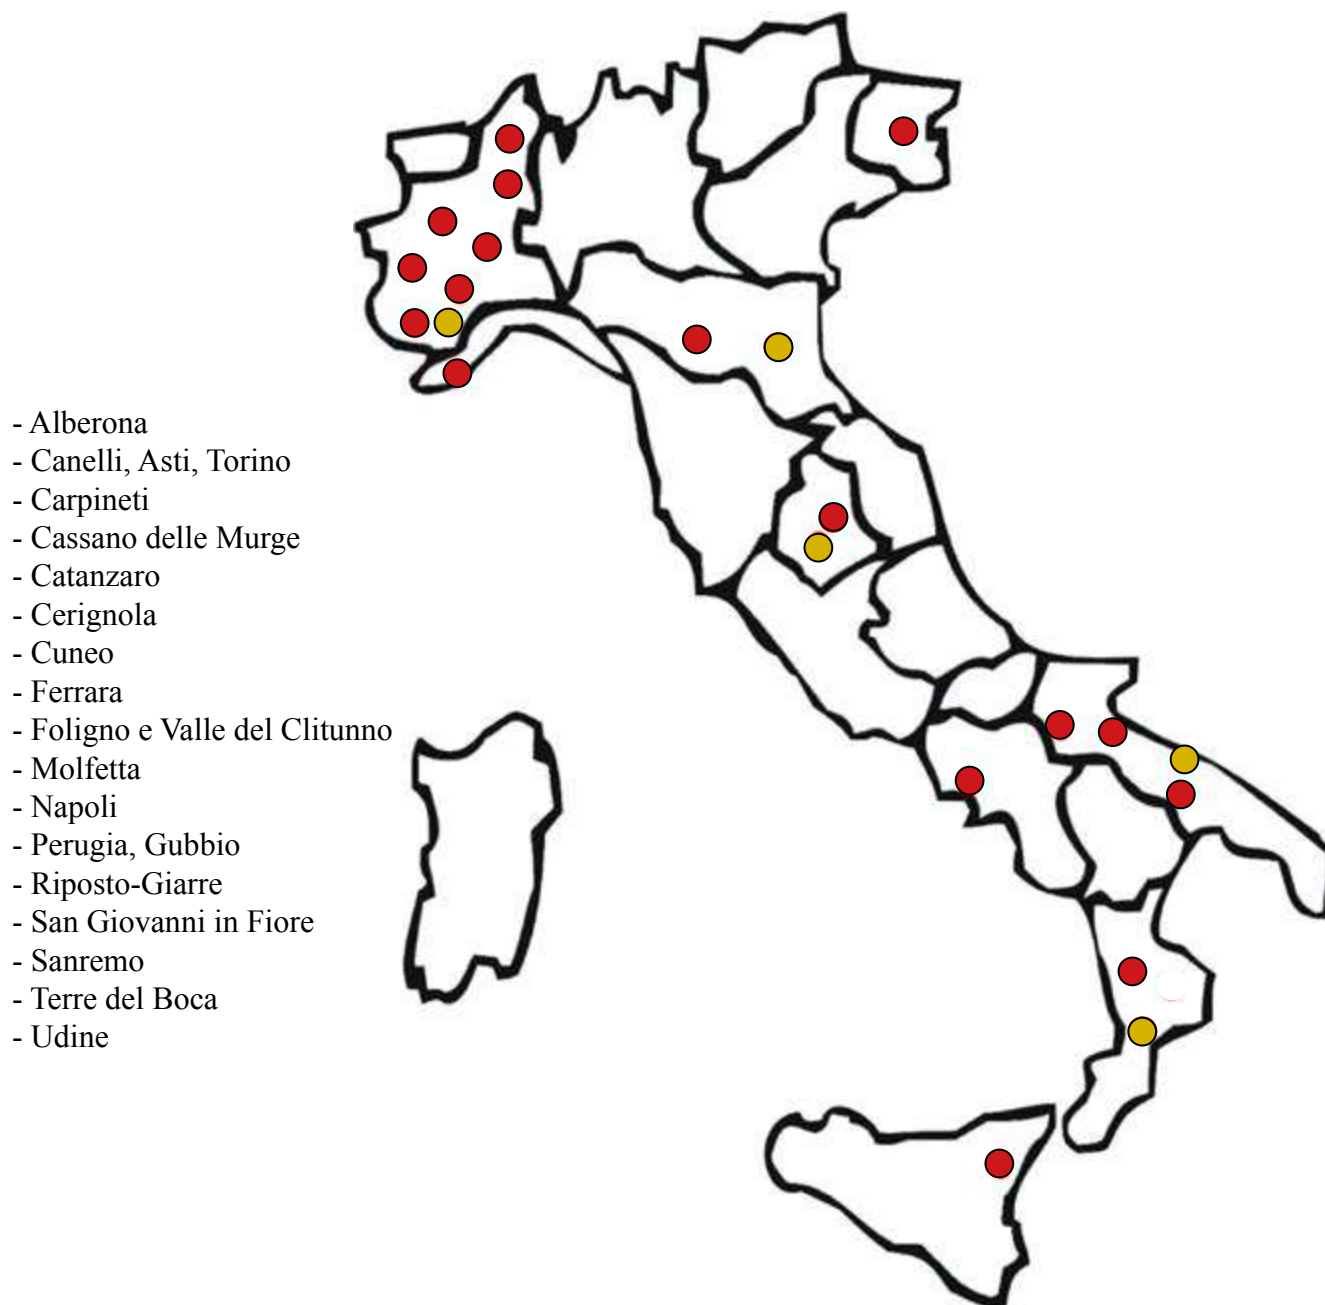 - Alberona
- Canelli, Asti, Torino
- Carpineti
- Cassano delle Murge
- Catanzaro
- Cerignola
- Cuneo
- Ferrara
- Foligno e Valle del Clitunno
- Molfetta
- Napoli
- Perugia, Gubbio
- Riposto-Giarre
- San Giovanni in Fiore
- Sanremo
- Terre del Boca
- Udine